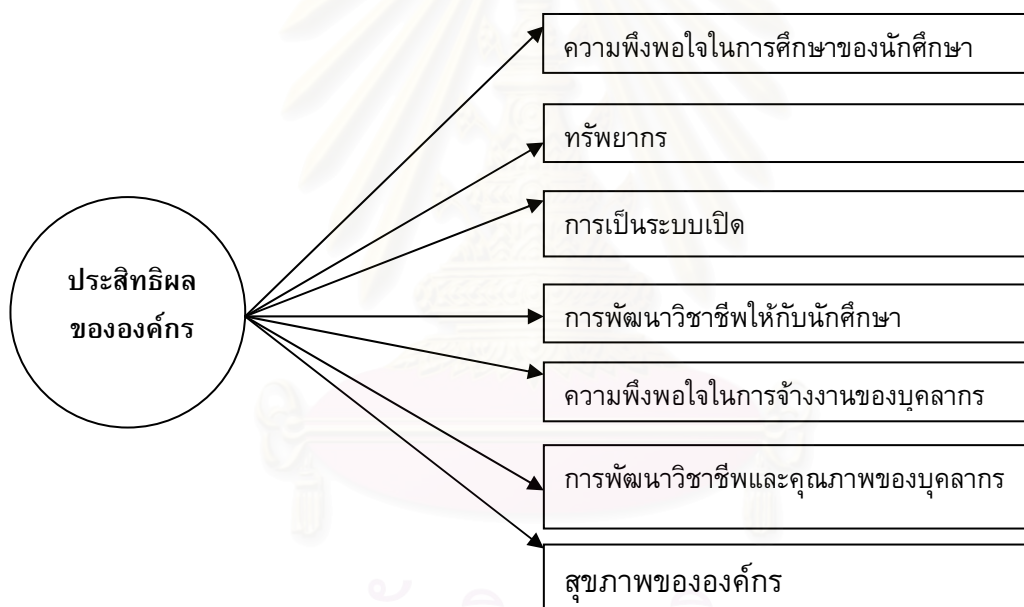 ความพึงพอใจในการศึกษาของนักศึกษา
ทรัพยากร
การเป็นระบบเปิด
ประสิทธิผล
ขององค์กร
การพัฒนาวิชาชีพให้กับนักศึกษา
ความพึงพอใจในการจ้างงานของบุคลากร
การพัฒนาวิชาชีพและคุณภาพของบุคลากร
สุขภาพขององค์กร